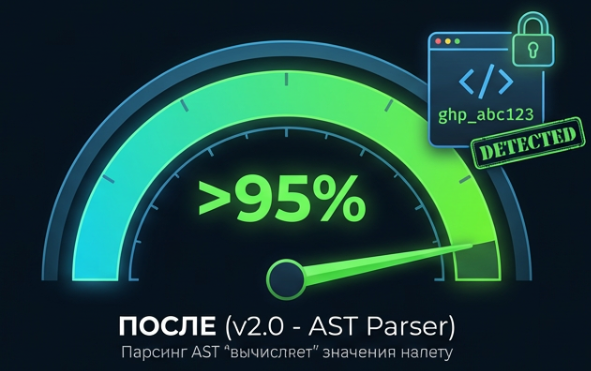 </>
ghp_abc123
DETECTED
>95%
ПОСЛЕ (v2.0 - AST Parser)
Парсинг AST "вычисляет" значения налету